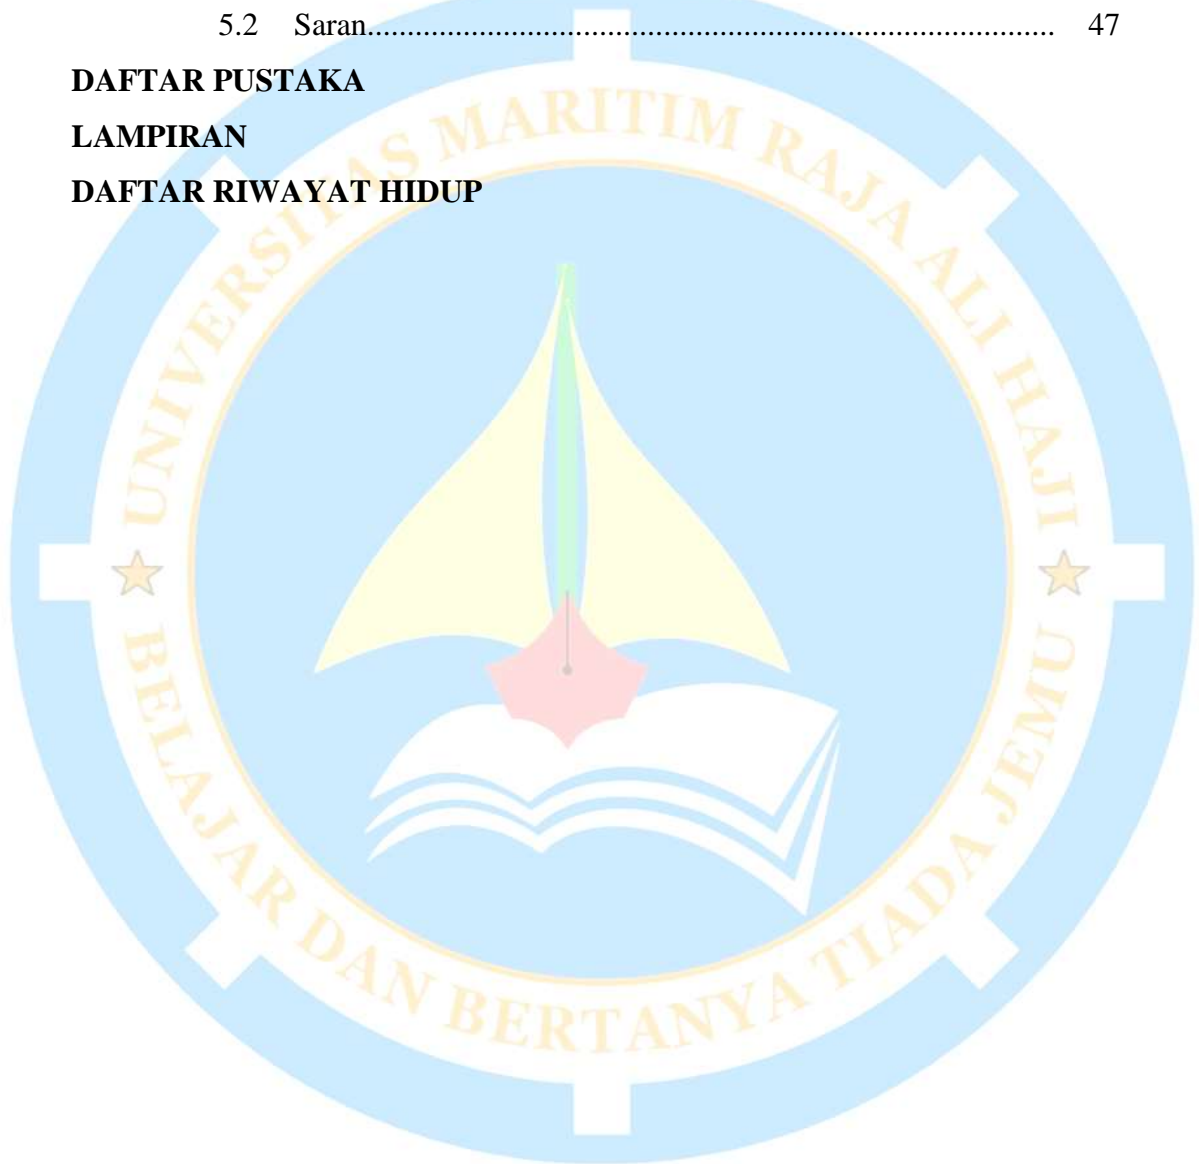 5.2 Saran.................................................................................... 47
DAFTAR PUSTAKA
LAMPIRAN
DAFTAR RIWAYAT HIDUP
UNIVERSITAS MARITIM RAJA ALI HAJI
BELAJAR DAN BERTANYA TIADA JEMU